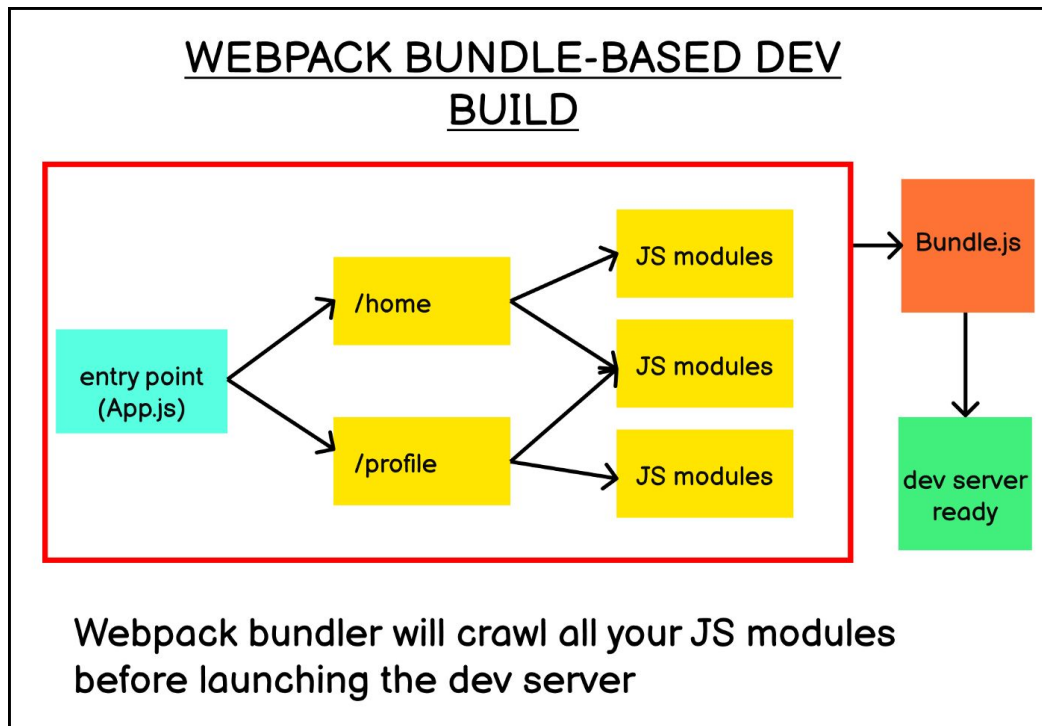 WEBPACK BUNDLE-BASED DEV
BUILD
entry point
(App.js)
/home
/profile
JS modules
JS modules
JS modules
Bundle.js
dev server
ready
Webpack bundler will crawl all your JS modules
before launching the dev server